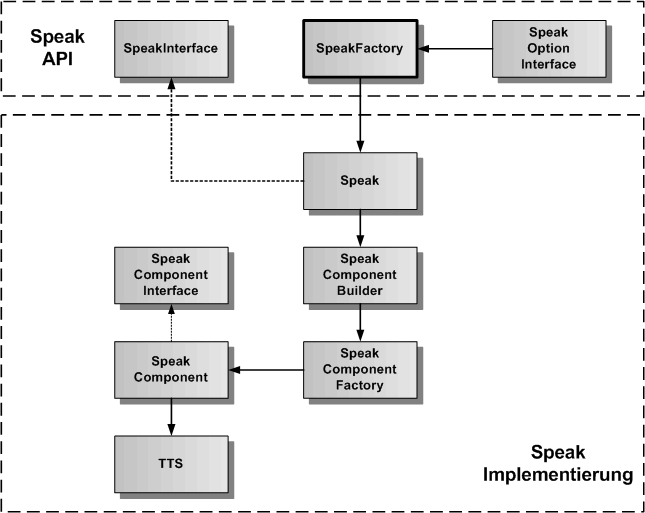 Speak
API
SpeakInterface
SpeakFactory
Speak
Option
Interface
Speak
Speak
Component
Interface
Speak
Component
Builder
Speak
Component
Speak
Component
Factory
TTS
Speak
Implementierung